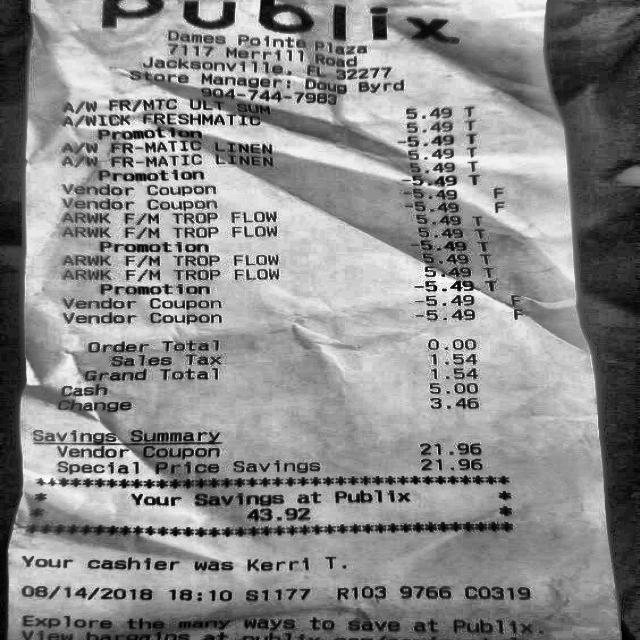 Publix
Dames Pointe Plaza
7117 Merrill Road
Jacksonville, FL 32277
Store Manager: Doug Byrd
904-744-7983
A/W FR/MTC ULT SUM 5.49 T
A/WICK FRESHMATIC 5.49 T
Promotion -5.49 T
A/W FR-MATIC LINEN 5.49 T
A/W FR-MATIC LINEN 5.49 T
Promotion -5.49 T
Vendor Coupon -5.49 F
Vendor Coupon -5.49 F
ARWK F/M TROP FLOW 5.49 T
ARWK F/M TROP FLOW 5.49 T
Promotion -5.49 T
ARWK F/M TROP FLOW 5.49 T
ARWK F/M TROP FLOW 5.49 T
Promotion -5.49 T
Vendor Coupon -5.49 F
Vendor Coupon -5.49 F
Order Total 0.00
Sales Tax 1.54
Grand Total 1.54
Cash 5.00
Change 3.46
Savings Summary
Vendor Coupon 21.96
Special Price Savings 21.96
****************************************
* Your Savings at Publix *
* 43.92 *
****************************************
Your cashier was Kerri T.
08/14/2018 18:10 S1177 R103 9766 C0319
Explore the many ways to save at Publix.
View bargains at